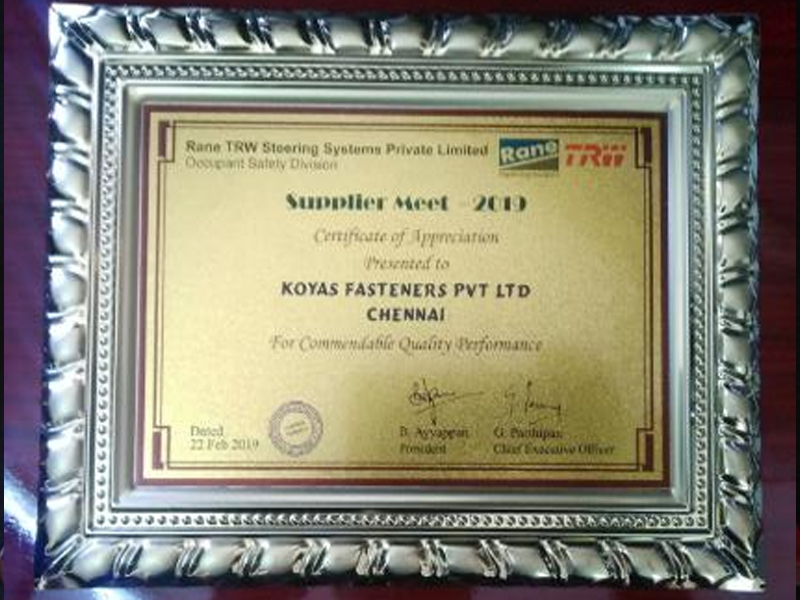 Rane TRW Steering Systems Private Limited
Occupant Safety Division
Rane TRW
Supplier Meet - 2019
Certificate of Appreciation
Presented to
KOYAS FASTENERS PVT LTD
CHENNAI
For Commendable Quality Performance
Dated
22 Feb 2019
B. Ayyappan
President
G. Parthipan
Chief Executive Officer